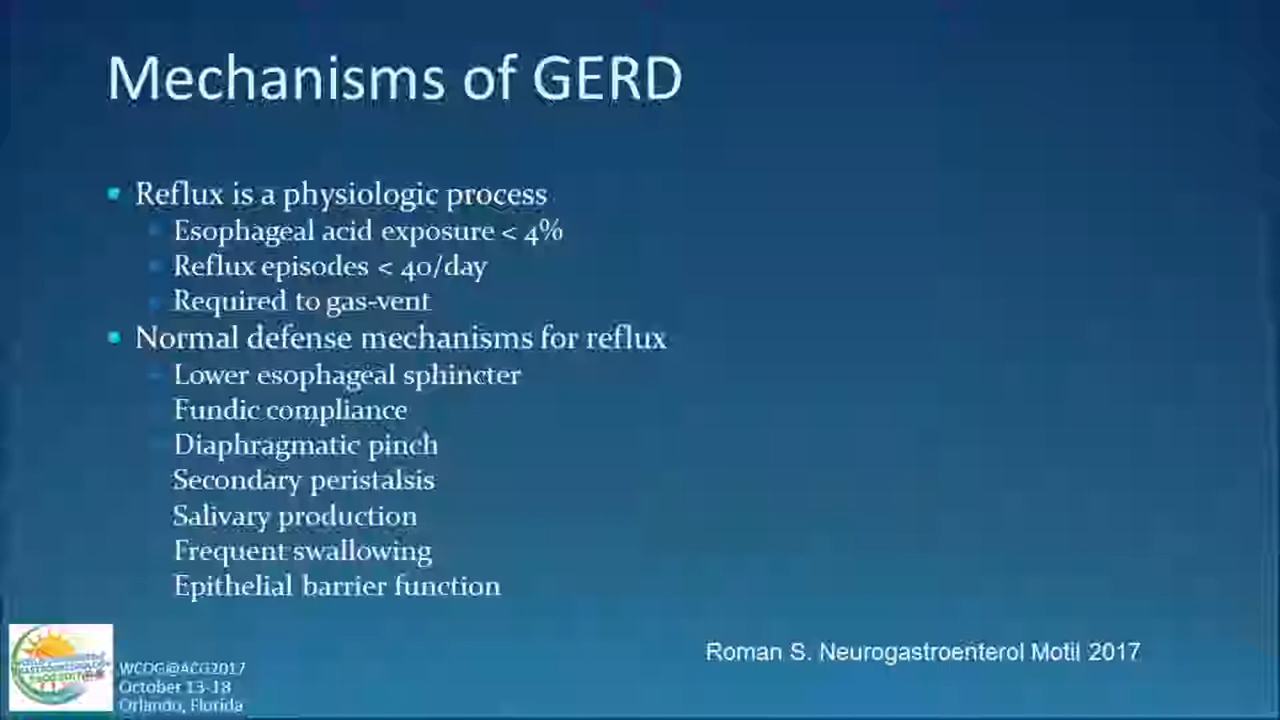 Mechanisms of GERD
Reflux is a physiologic process
Esophageal acid exposure < 4%
Reflux episodes < 40/day
Required to gas-vent
Normal defense mechanisms for reflux
Lower esophageal sphincter
Fundic compliance
Diaphragmatic pinch
Secondary peristalsis
Salivary production
Frequent swallowing
Epithelial barrier function
Roman S. Neurogastroenterol Motil 2017
WCOG@ACG2017
October 13-18
Orlando, Florida